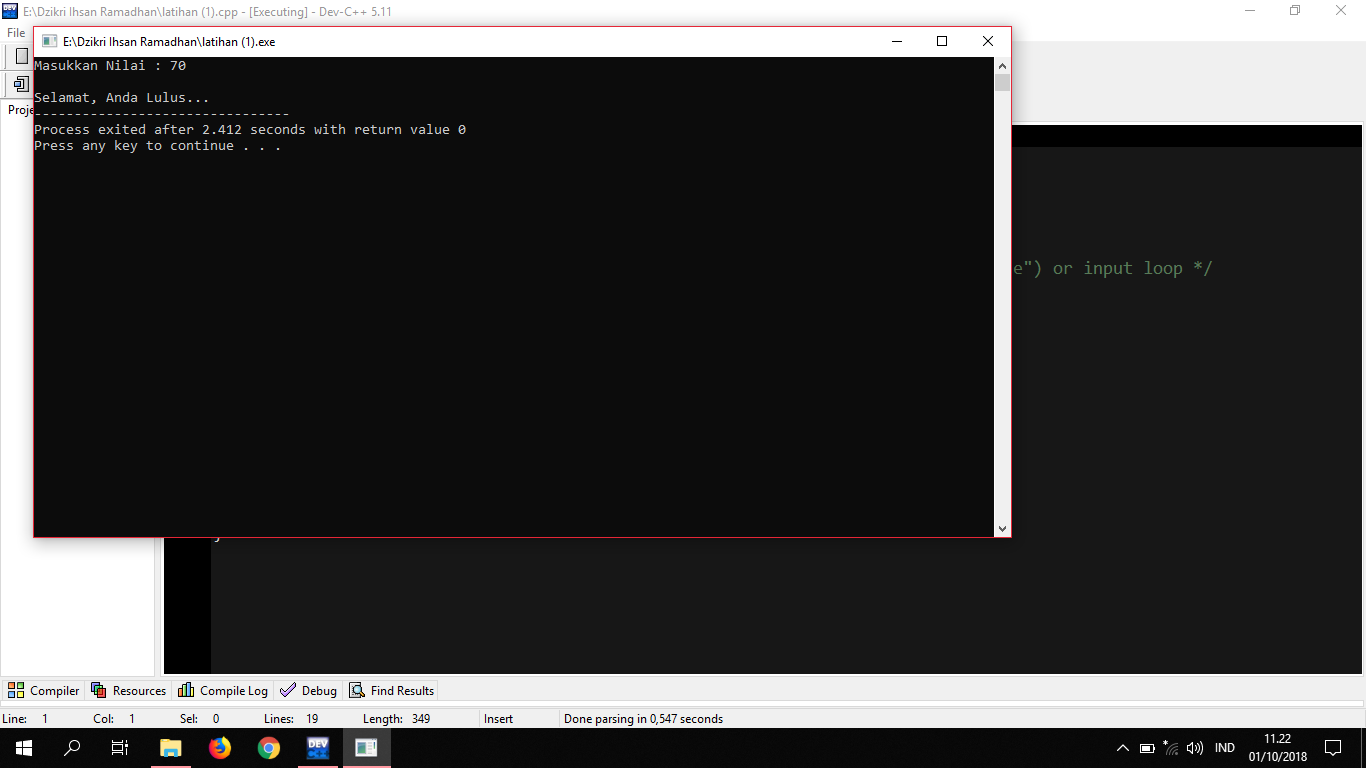 E:\Dzikri Ihsan Ramadhan\latihan (1).cpp - [Executing] - Dev-C++ 5.11
File
E:\Dzikri Ihsan Ramadhan\latihan (1).exe
Masukkan Nilai : 70
Selamat, Anda Lulus...
--------------------------------
Process exited after 2.412 seconds with return value 0
Press any key to continue . . .
Proje
e") or input loop */
}
Compiler Resources Compile Log Debug Find Results
Line: 1 Col: 1 Sel: 0 Lines: 19 Length: 349 Insert Done parsing in 0,547 seconds
DEV C++
IND
11.22
01/10/2018